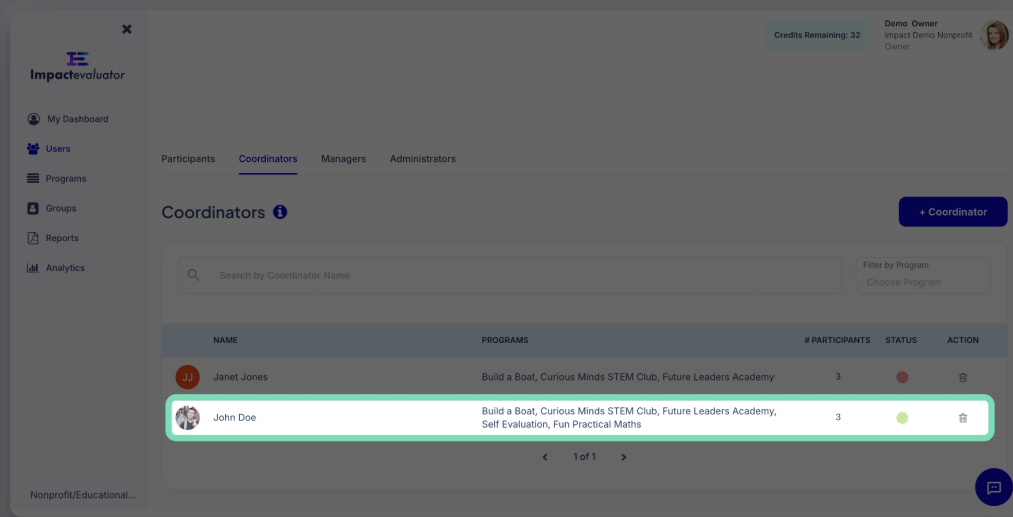 Credits Remaining: 32
Demo Owner
Impact Demo Nonprofit
Owner
IE
Impactevaluator
My Dashboard
Users
Programs
Groups
Reports
Analytics
Nonprofit/Educational...
Participants Coordinators Managers Administrators
Coordinators i
+ Coordinator
Search by Coordinator Name
Filter by Program
Choose Program
NAME PROGRAMS # PARTICIPANTS STATUS ACTION
JJ Janet Jones Build a Boat, Curious Minds STEM Club, Future Leaders Academy 3
John Doe Build a Boat, Curious Minds STEM Club, Future Leaders Academy, 3
Self Evaluation, Fun Practical Maths
1 of 1